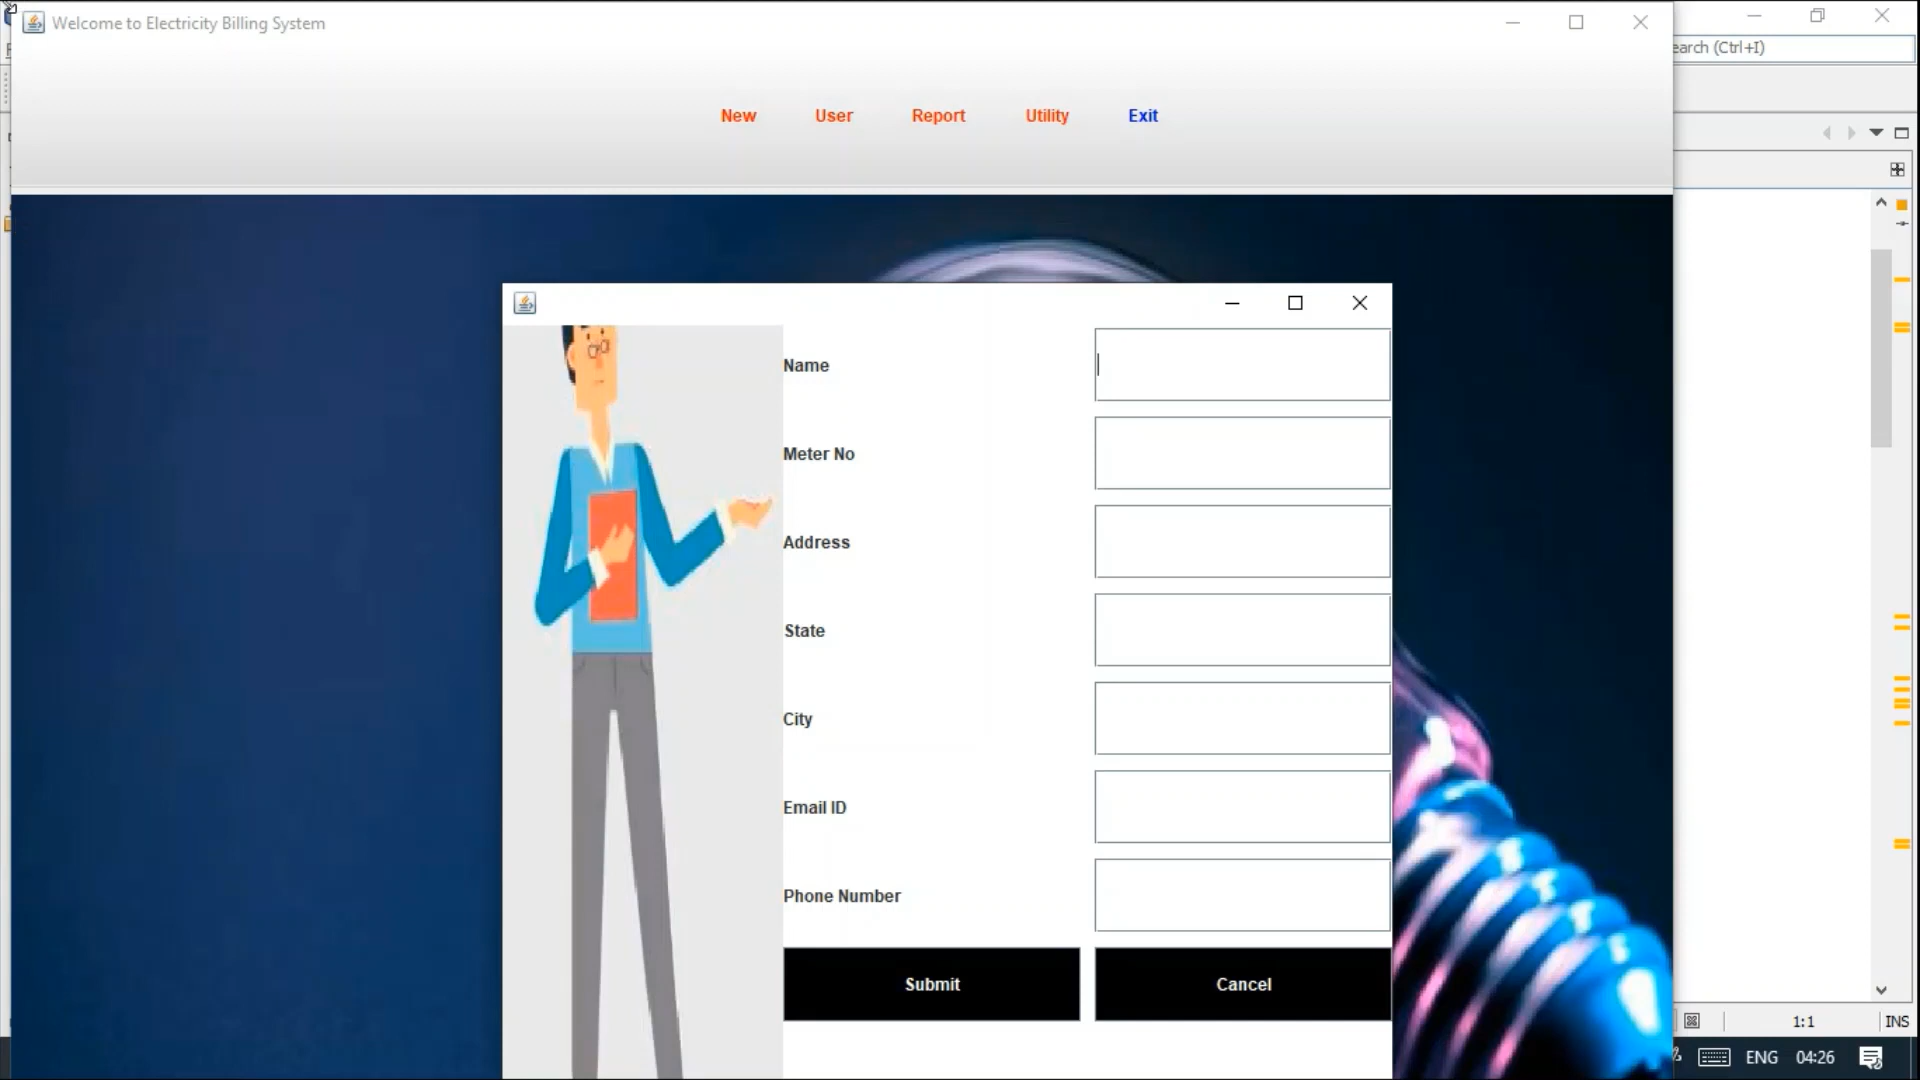 Welcome to Electricity Billing System
earch (Ctrl+I)
New User Report Utility Exit
Name
Meter No
Address
State
City
Email ID
Phone Number
Submit Cancel
1:1 INS
ENG 04:26